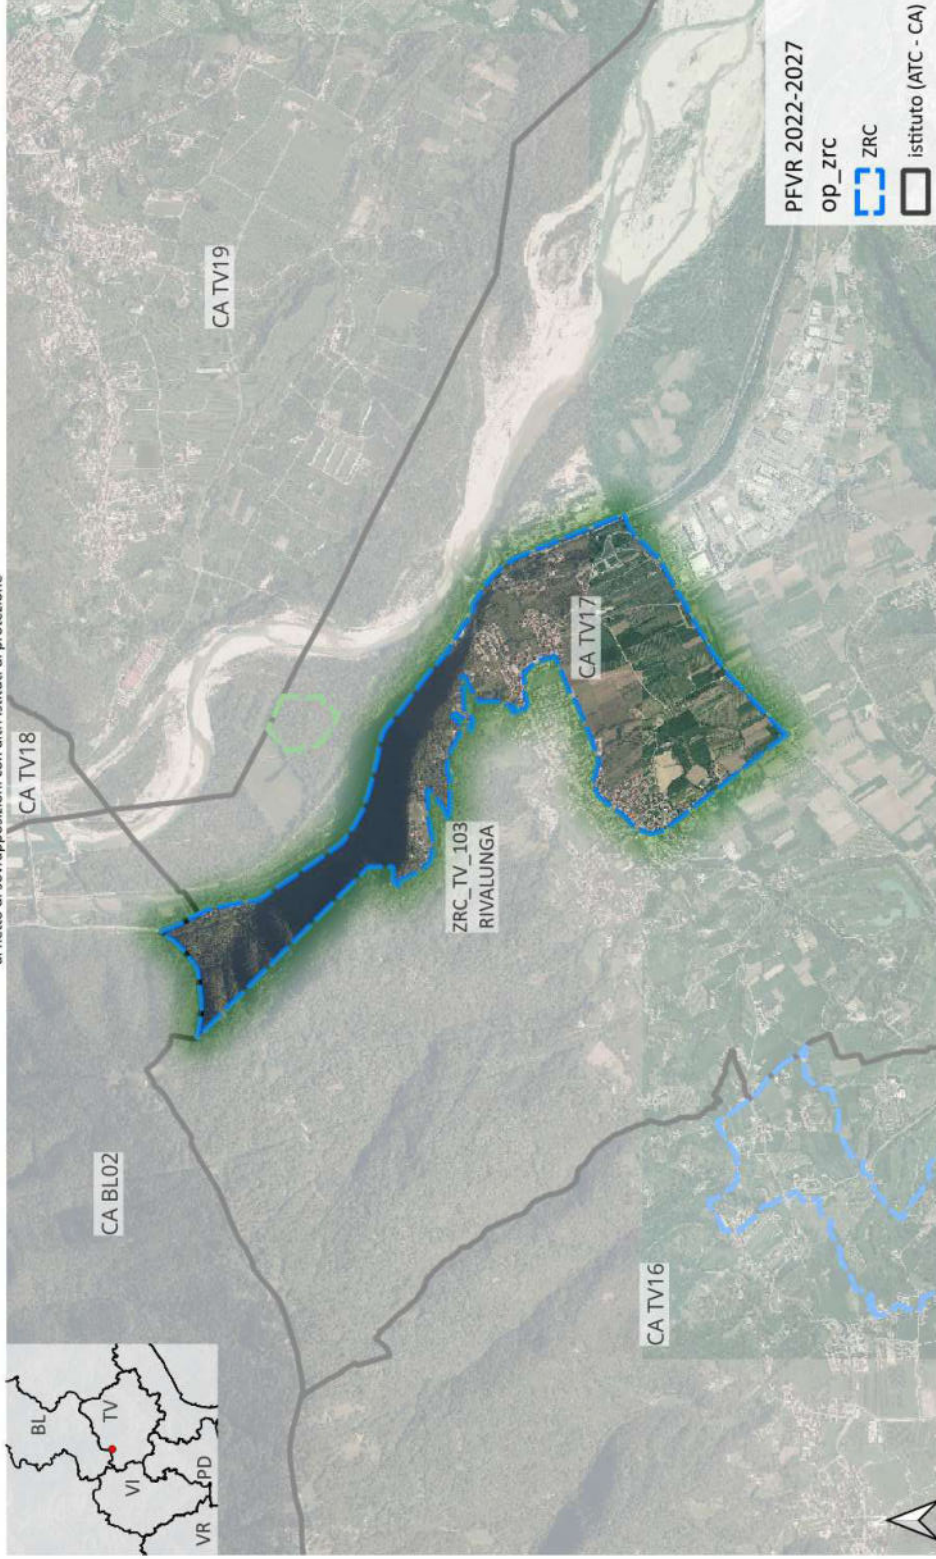 CA TV18
CA TV19
CA BL02
ZRC_TV_103
RIVALUNGA
CA TV17
CA TV16
BL
TV
VI
PD
VR
PFVR 2022-2027
op_zrc
ZRC
istituto (ATC - CA)